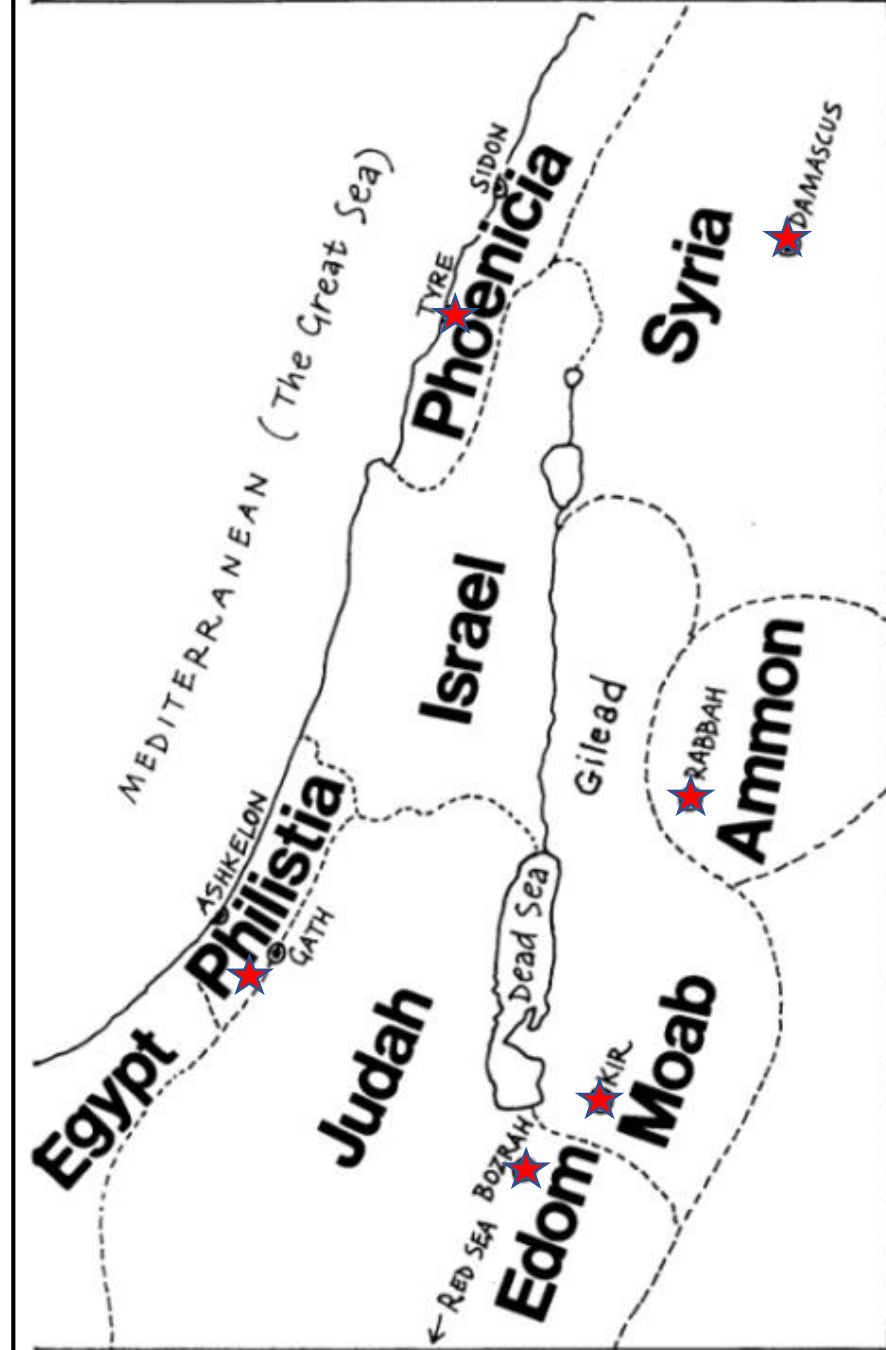 MEDITERRANEAN (The Great Sea)
SIDON
TYRE
Phoenicia
DAMASCUS
Syria
Israel
Gilead
RABBAH
Ammon
ASHKELON
Philistia
GATH
Dead Sea
Egypt
Judah
KIR
Moab
BOZRAH
Edom
← RED SEA